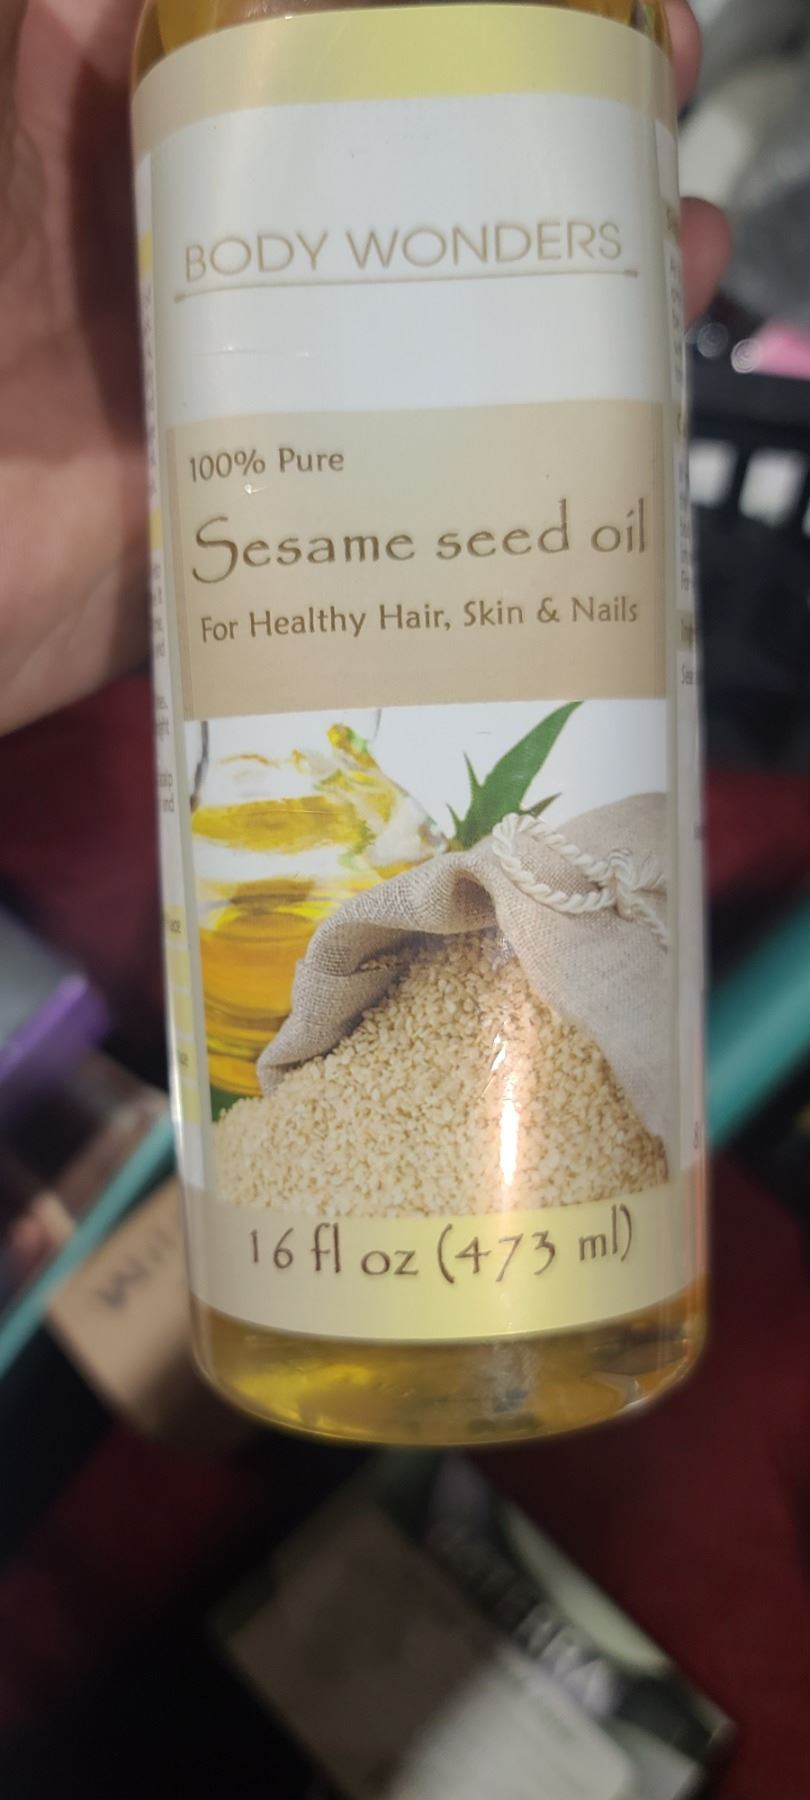 BODY WONDERS
100% Pure
Sesame seed oil
For Healthy Hair, Skin & Nails
16 fl oz (473 ml)